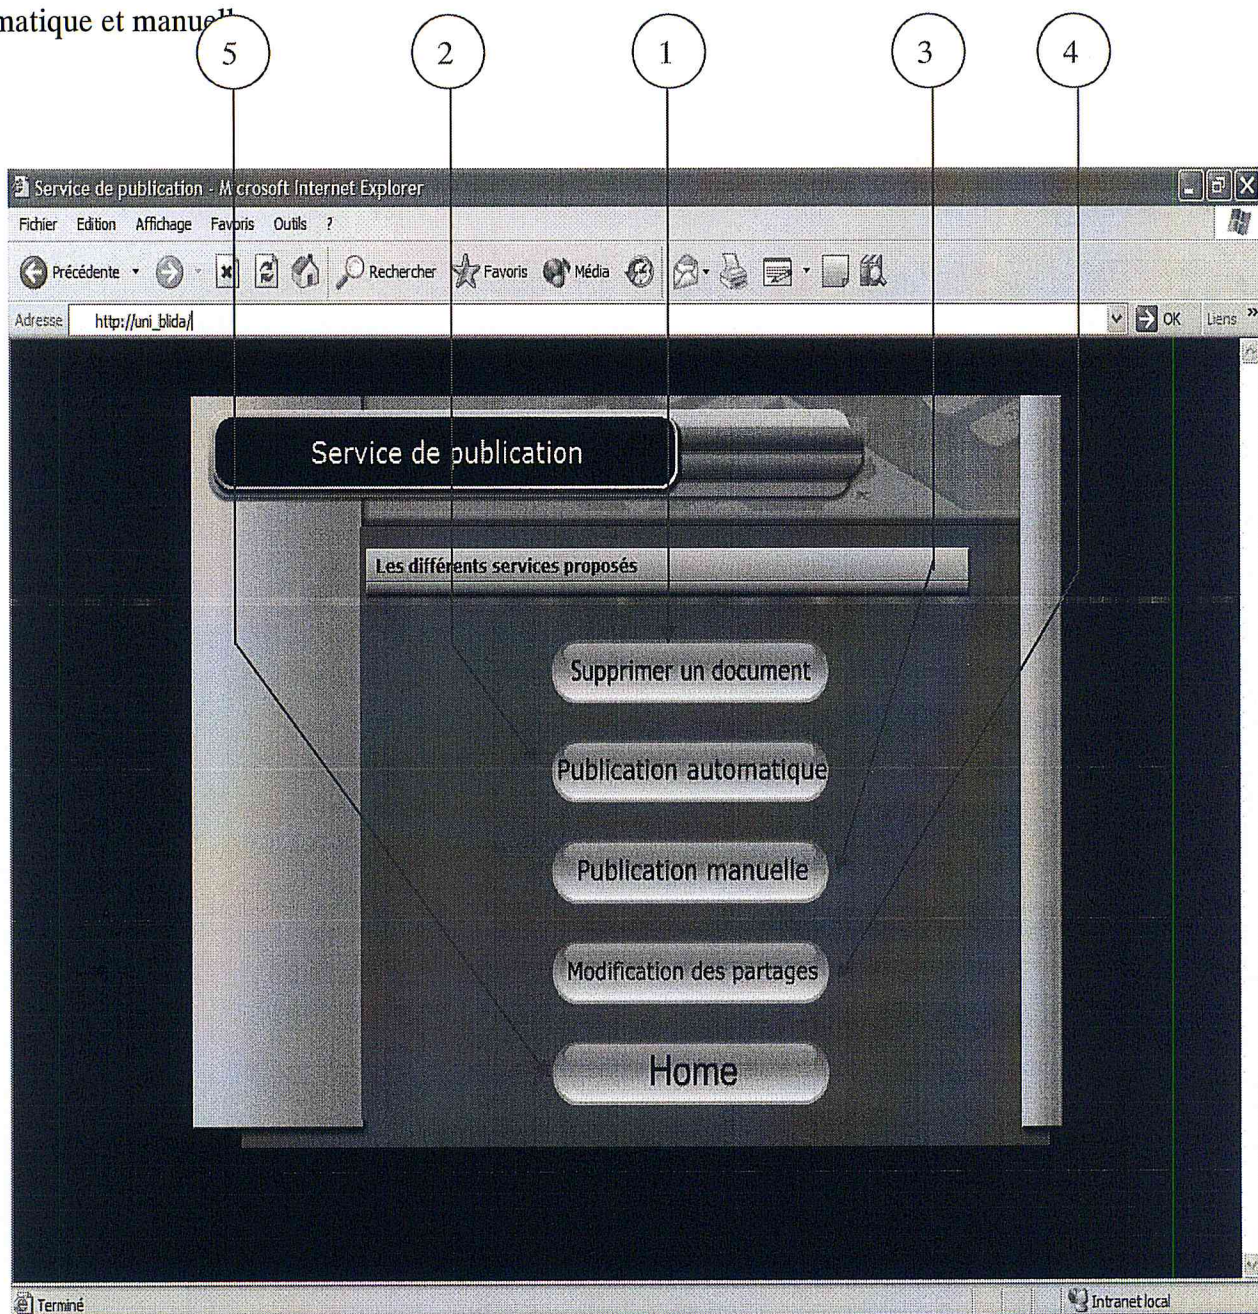 matique et manuell
5 2 1 3 4
Service de publication - Microsoft Internet Explorer
Fichier Edition Affichage Favoris Outils ?
Précédente Rechercher Favoris Média
Adresse http://uni_blida/ OK Liens »
Service de publication
Les différents services proposés
Supprimer un document
Publication automatique
Publication manuelle
Modification des partages
Home
Terminé Intranet local